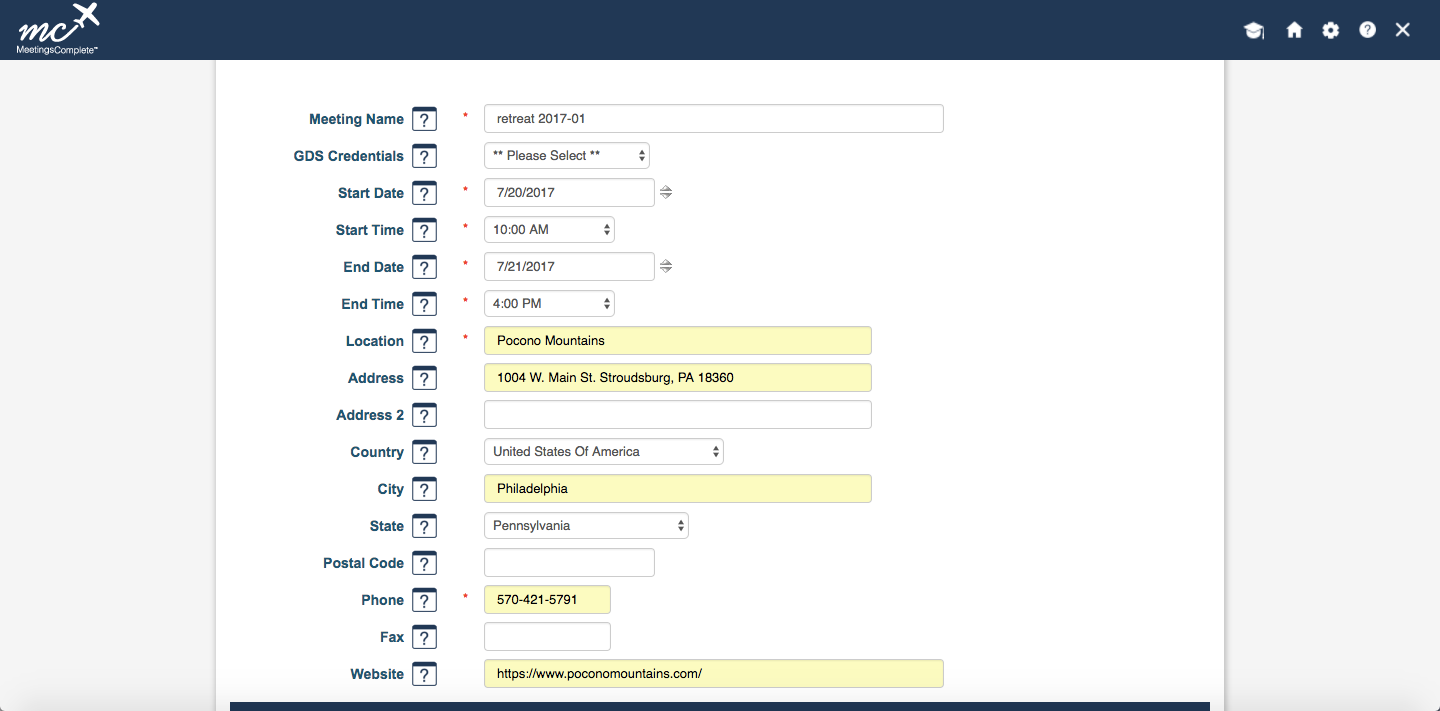 mc
MeetingsComplete™
Meeting Name ? * retreat 2017-01
GDS Credentials ? ** Please Select **
Start Date ? * 7/20/2017
Start Time ? * 10:00 AM
End Date ? * 7/21/2017
End Time ? * 4:00 PM
Location ? * Pocono Mountains
Address ? 1004 W. Main St. Stroudsburg, PA 18360
Address 2 ?
Country ? United States Of America
City ? Philadelphia
State ? Pennsylvania
Postal Code ?
Phone ? * 570-421-5791
Fax ?
Website ? https://www.poconomountains.com/